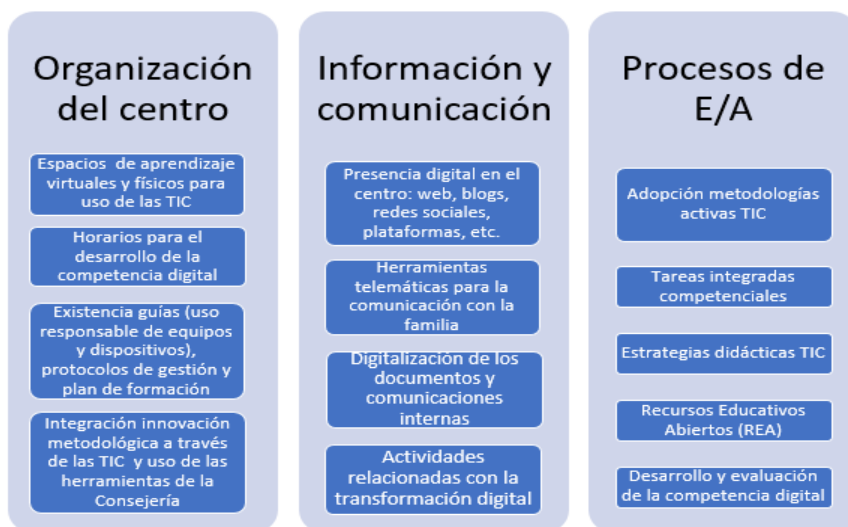 Organización
del centro
Espacios de aprendizaje
virtuales y físicos para
uso de las TIC
Horarios para el
desarrollo de la
competencia digital
Existencia guías (uso
responsable de equipos
y dispositivos),
protocolos de gestión y
plan de formación
Integración innovación
metodológica a través
de las TIC y uso de las
herramientas de la
Consejería
Información y
comunicación
Presencia digital en el
centro: web, blogs,
redes sociales,
plataformas, etc.
Herramientas
telemáticas para la
comunicación con la
familia
Digitalización de los
documentos y
comunicaciones
internas
Actividades
relacionadas con la
transformación digital
Procesos de
E/A
Adopción metodologías
activas TIC
Tareas integradas
competenciales
Estrategias didácticas TIC
Recursos Educativos
Abiertos (REA)
Desarrollo y evaluación
de la competencia digital